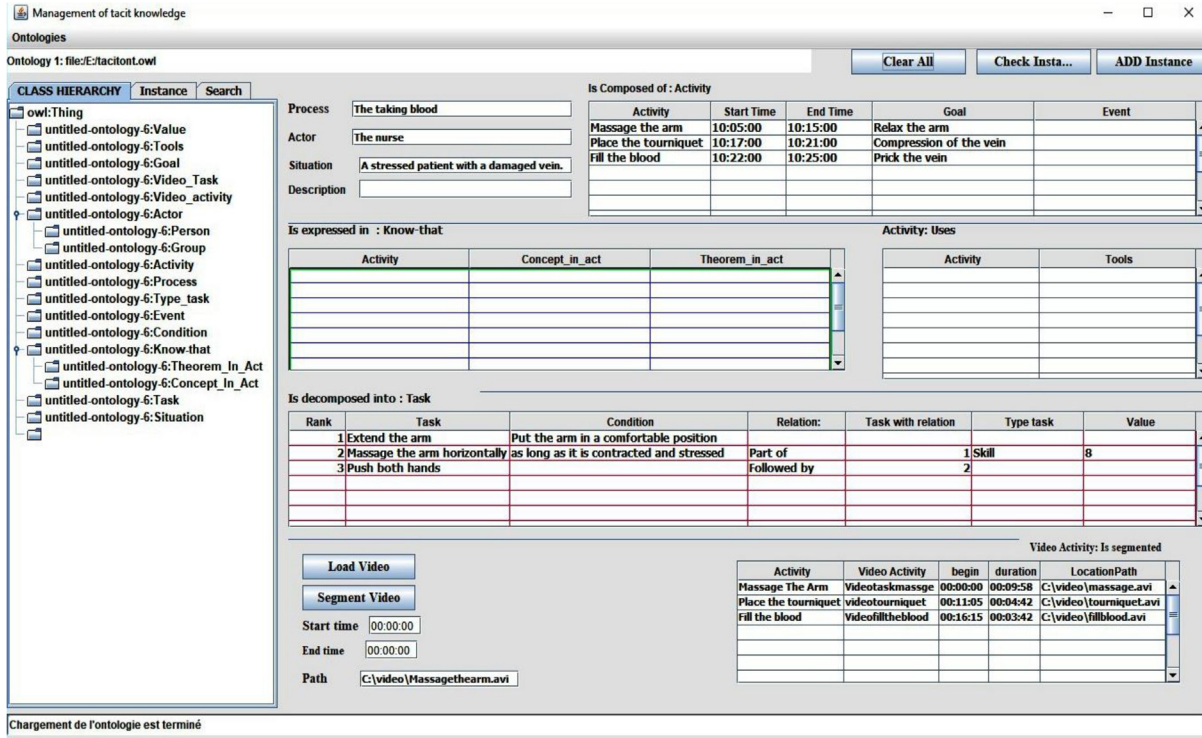 Management of tacit knowledge
Ontologies
Ontology 1: file:/E:/tacitont.owl
Clear All
Check Insta...
ADD Instance
CLASS HIERARCHY Instance Search
owl:Thing
untitled-ontology-6:Value
untitled-ontology-6:Tools
untitled-ontology-6:Goal
untitled-ontology-6:Video_Task
untitled-ontology-6:Video_activity
untitled-ontology-6:Actor
untitled-ontology-6:Person
untitled-ontology-6:Group
untitled-ontology-6:Activity
untitled-ontology-6:Process
untitled-ontology-6:Type_task
untitled-ontology-6:Event
untitled-ontology-6:Condition
untitled-ontology-6:Know-that
untitled-ontology-6:Theorem_In_Act
untitled-ontology-6:Concept_In_Act
untitled-ontology-6:Task
untitled-ontology-6:Situation
Process The taking blood
Actor The nurse
Situation A stressed patient with a damaged vein.
Description
Is Composed of : Activity
Activity Start Time End Time Goal Event
Massage the arm 10:05:00 10:15:00 Relax the arm
Place the tourniquet 10:17:00 10:21:00 Compression of the vein
Fill the blood 10:22:00 10:25:00 Prick the vein
Is expressed in : Know-that
Activity Concept_in_act Theorem_in_act
Activity: Uses
Activity Tools
Is decomposed into : Task
Rank Task Condition Relation: Task with relation Type task Value
1 Extend the arm Put the arm in a comfortable position
2 Massage the arm horizontally as long as it is contracted and stressed Part of 1 Skill 8
3 Push both hands Followed by 2
Load Video
Segment Video
Start time 00:00:00
End time 00:00:00
Path C:\video\Massagethearm.avi
Video Activity: Is segmented
Activity Video Activity begin duration LocationPath
Massage The Arm Videotaskmassge 00:00:00 00:09:58 C:\video\massage.avi
Place the tourniquet videotourniquet 00:11:05 00:04:42 C:\video\tourniquet.avi
Fill the blood Videofilltheblood 00:16:15 00:03:42 C:\video\fillblood.avi
Chargement de l'ontologie est terminé